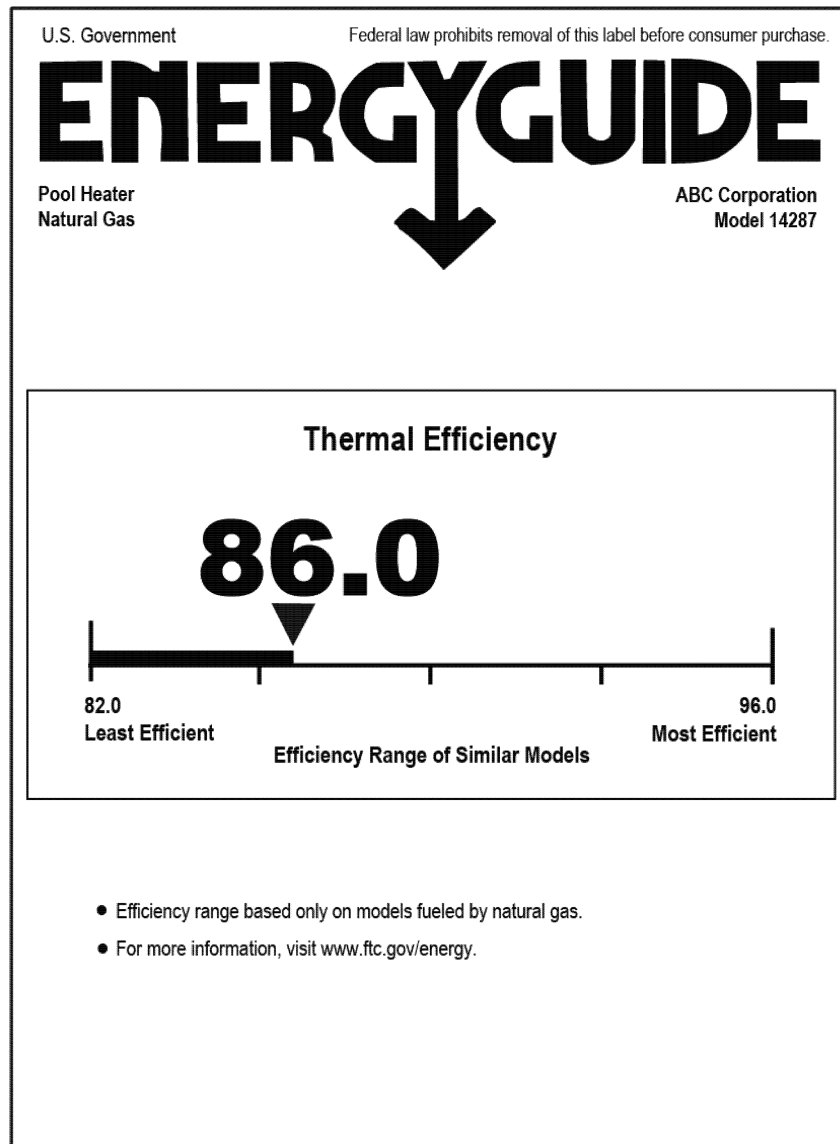 U.S. Government
Federal law prohibits removal of this label before consumer purchase.
ENERGYGUIDE
Pool Heater
Natural Gas
ABC Corporation
Model 14287
Thermal Efficiency
86.0
82.0
Least Efficient
96.0
Most Efficient
Efficiency Range of Similar Models
● Efficiency range based only on models fueled by natural gas.
● For more information, visit www.ftc.gov/energy.